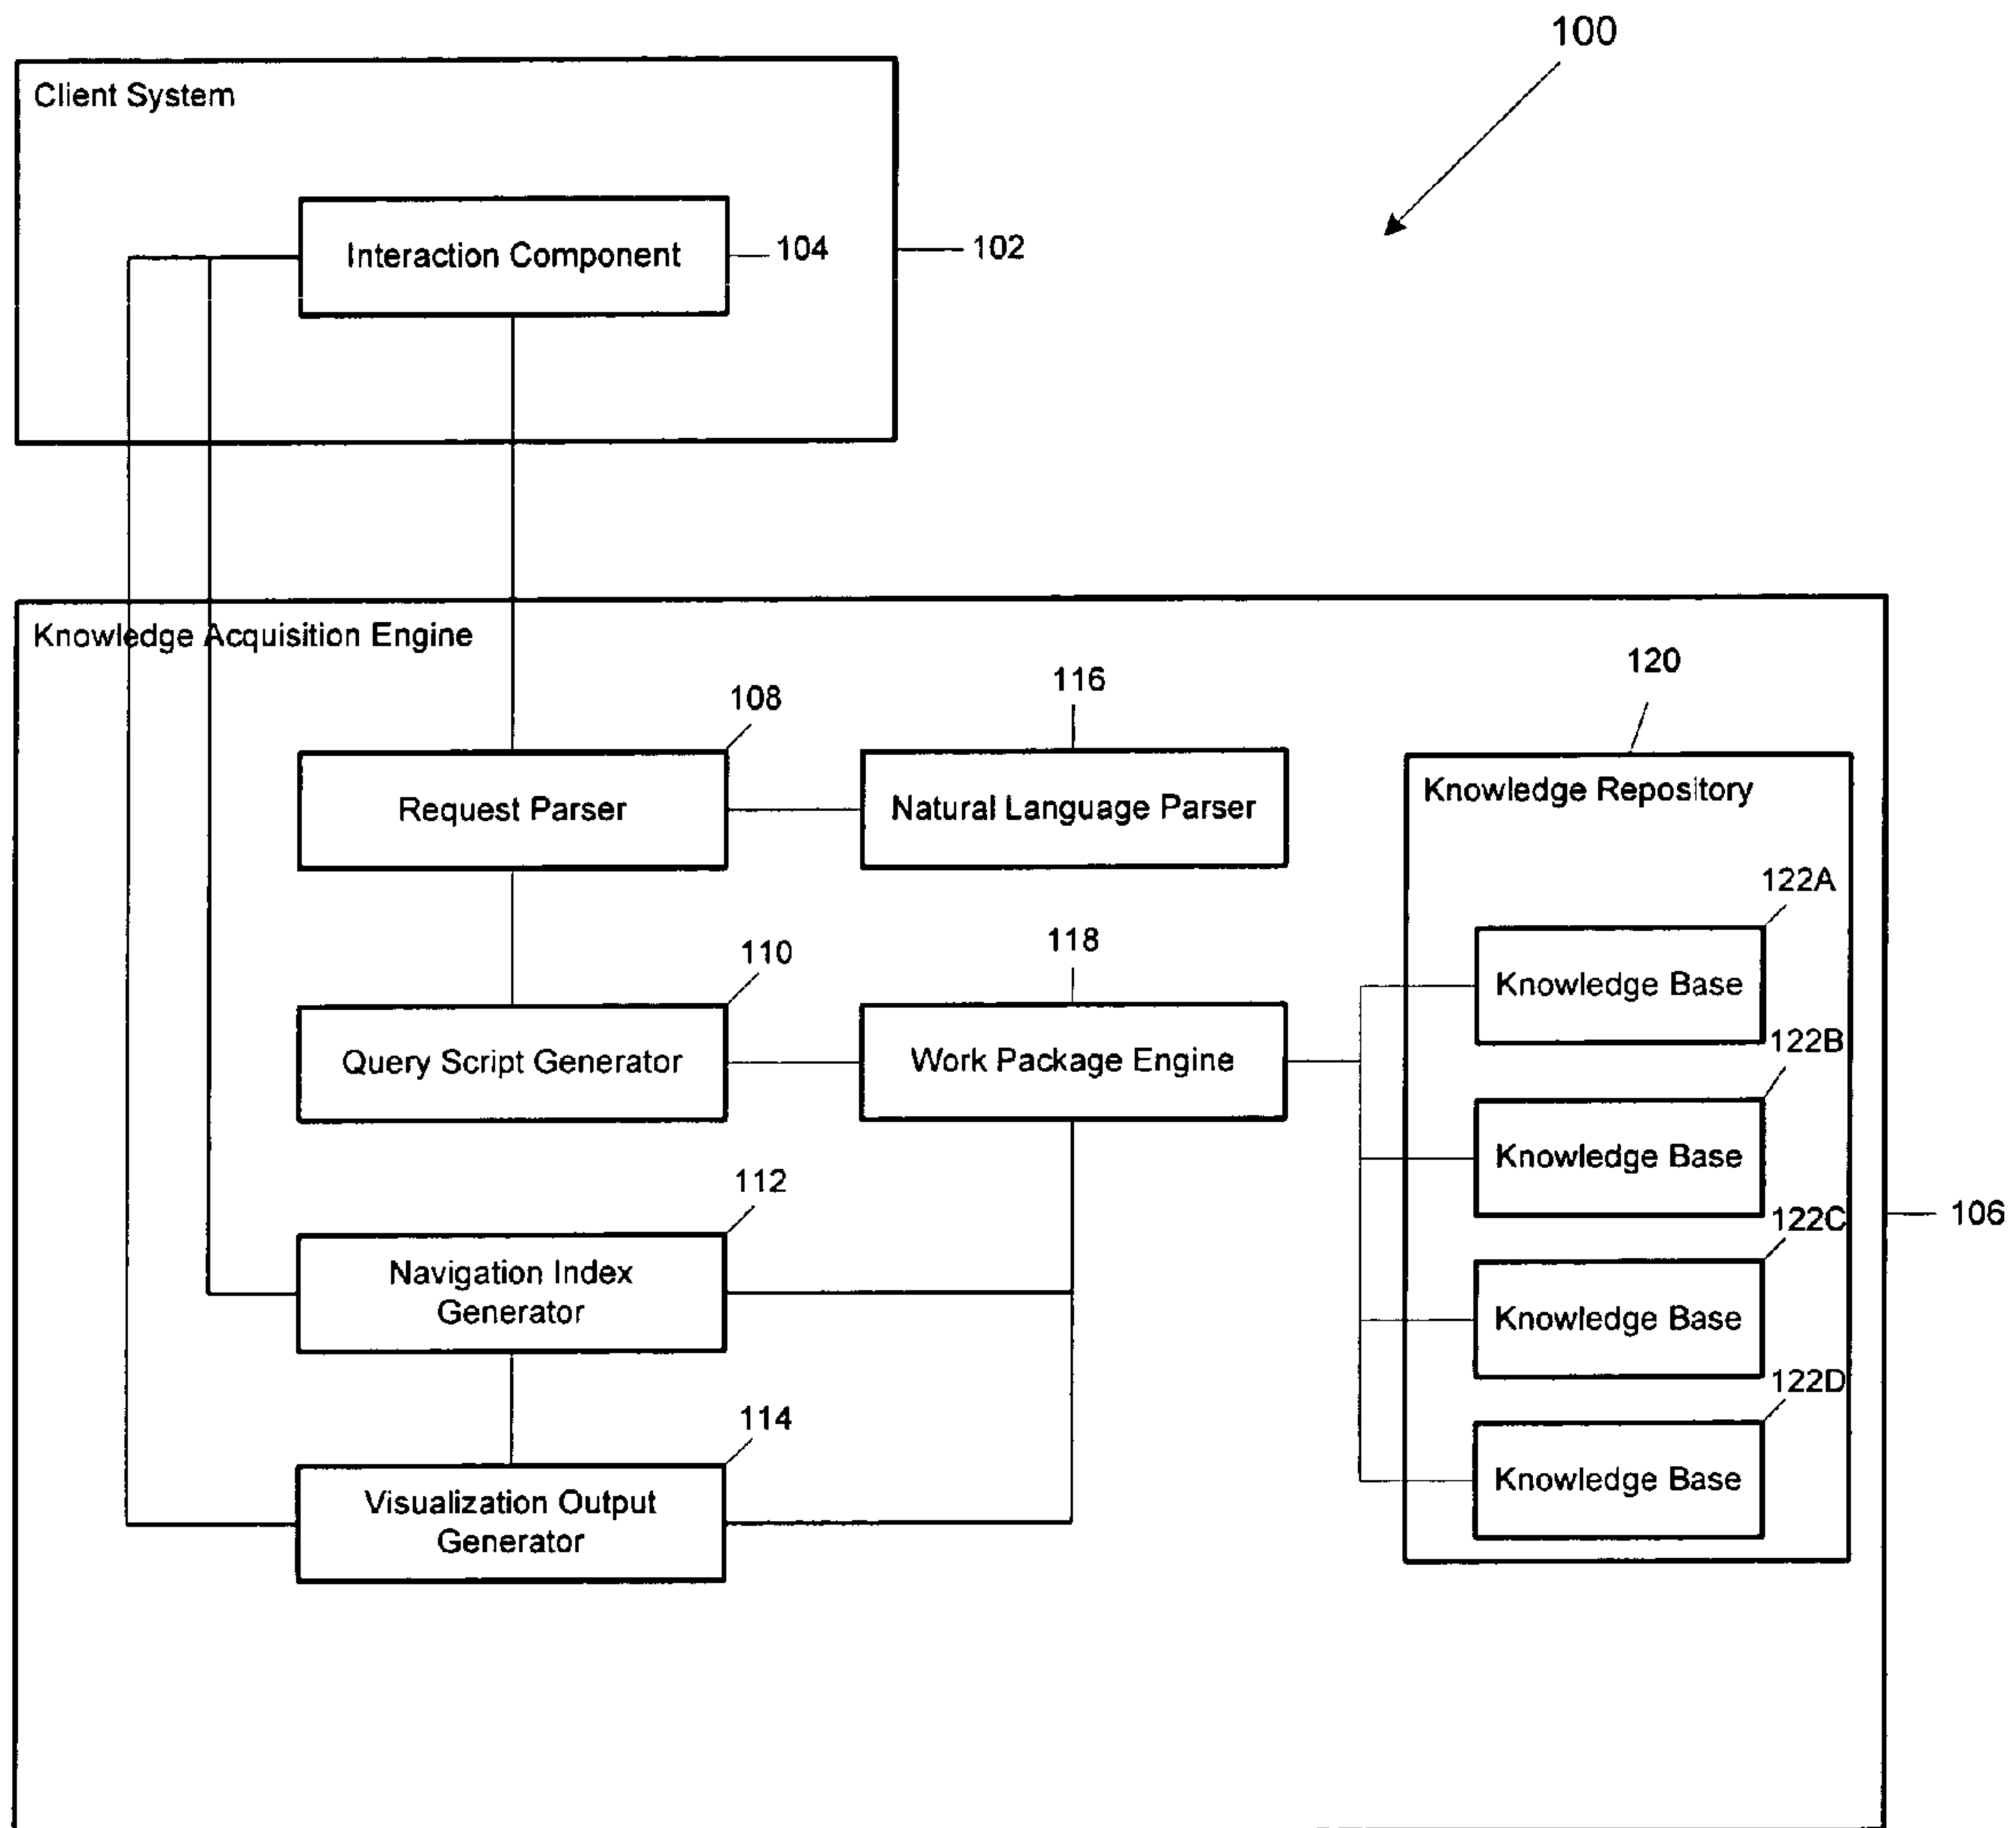 100
Client System
Interaction Component
104
102
Knowledge Acquisition Engine
108
116
120
Request Parser
Natural Language Parser
Knowledge Repository
122A
110
118
Knowledge Base
122B
Query Script Generator
Work Package Engine
Knowledge Base
112
122C
106
Navigation Index
Generator
Knowledge Base
122D
114
Visualization Output
Generator
Knowledge Base